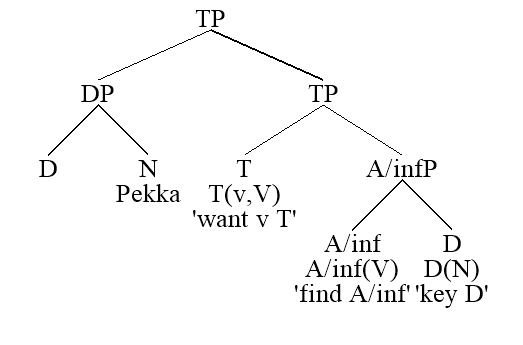 TP
DP TP
D N T A/infP
Pekka T(v,V)
'want v T'
A/inf D
A/inf(V) D(N)
'find A/inf' 'key D'